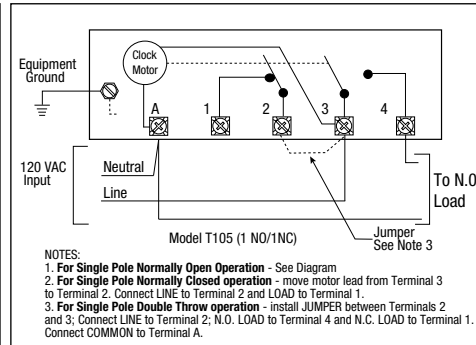 Clock
Motor
Equipment
Ground
A
1
2
3
4
120 VAC
Input
Neutral
Line
To N.O
Load
Jumper
See Note 3
Model T105 (1 NO/1NC)
NOTES:
1. For Single Pole Normally Open Operation - See Diagram
2. For Single Pole Normally Closed operation - move motor lead from Terminal 3
to Terminal 2. Connect LINE to Terminal 2 and LOAD to Terminal 1.
3. For Single Pole Double Throw operation - install JUMPER between Terminals 2
and 3; Connect LINE to Terminal 2; N.O. LOAD to Terminal 4 and N.C. LOAD to Terminal 1.
Connect COMMON to Terminal A.